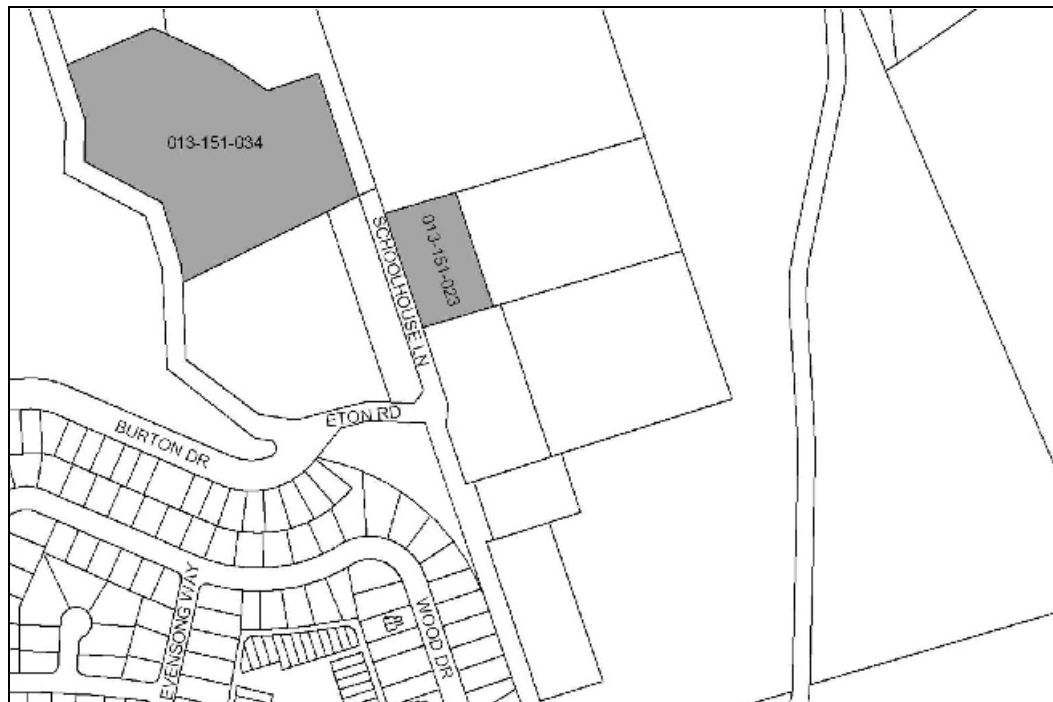 013-151-034
013-151-023
SCHOOLHOUSE LN
ETON RD
BURTON DR
EVENSONG WAY
WOOD DR